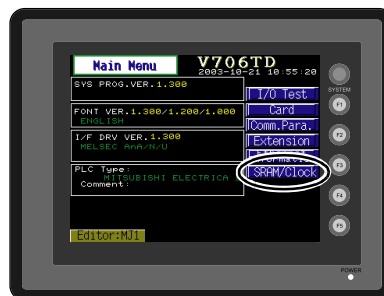 Main Menu
V706TD
2003-10-21 10:55:20
SYS PROG.VER.1.300
I/O Test
SYSTEM
F1
FONT VER.1.300/1.200/1.000
ENGLISH
Card
Comm.Para.
F2
I/F DRV VER.1.300
MELSEC AnA/N/U
Extension
PLC Type:
MITSUBISHI ELECTRICA
Comment:
SRAM/Clock
F3
F4
F5
Editor:MJ1
POWER